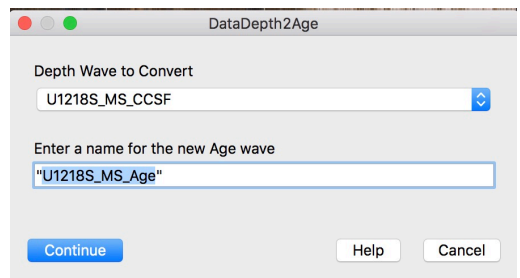 DataDepth2Age
Depth Wave to Convert
U1218S_MS_CCSF
Enter a name for the new Age wave
"U1218S_MS_Age"
Continue Help Cancel